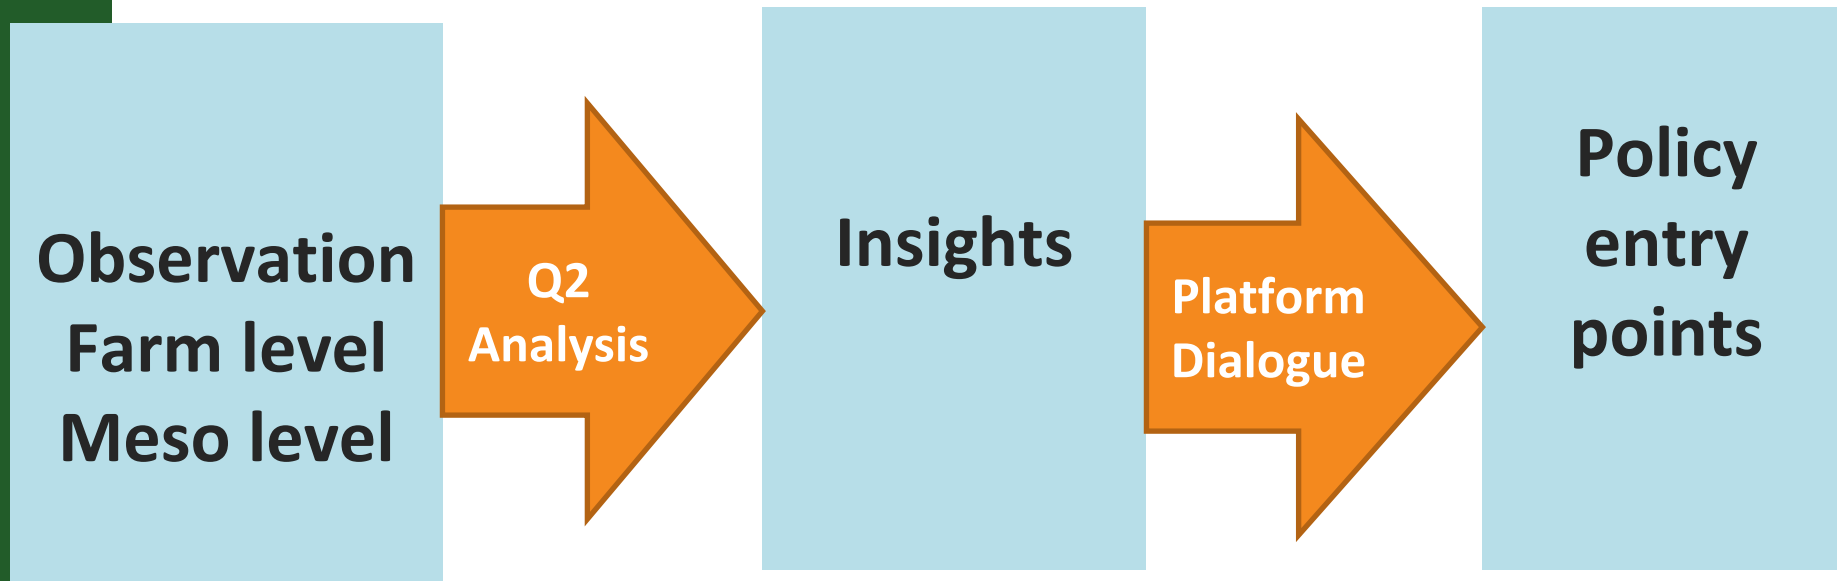 Observation
Farm level
Meso level
Q2
Analysis
Insights
Platform
Dialogue
Policy
entry
points